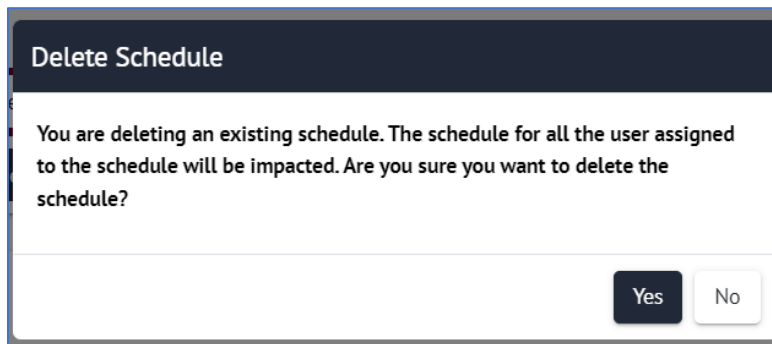 Delete Schedule
You are deleting an existing schedule. The schedule for all the user assigned
to the schedule will be impacted. Are you sure you want to delete the
schedule?
Yes No